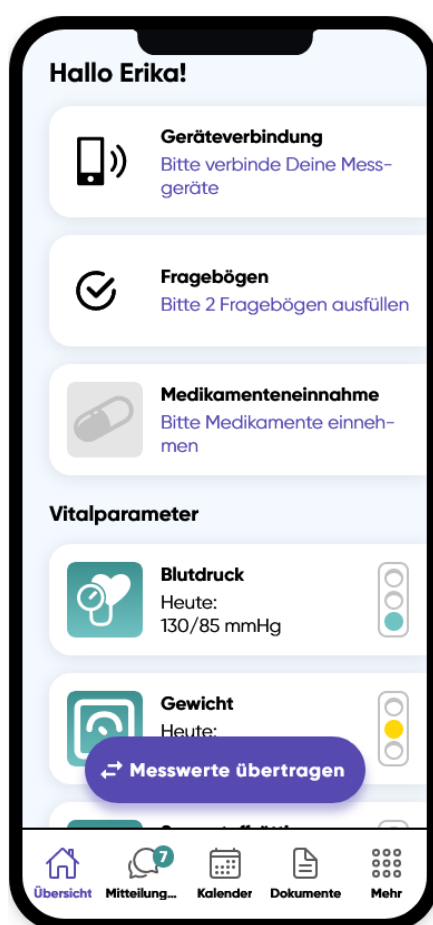 Hallo Erika!
Geräteverbindung
Bitte verbinde Deine Mess-
geräte
Fragebögen
Bitte 2 Fragebögen ausfüllen
Medikamenteneinnahme
Bitte Medikamente einneh-
men
Vitalparameter
Blutdruck
Heute:
130/85 mmHg
Gewicht
Heute:
Messwerte übertragen
7
Übersicht
Mitteilung...
Kalender
Dokumente
Mehr